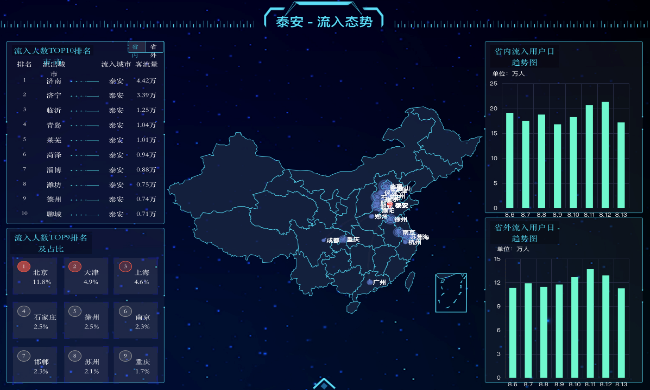 泰安 - 流入态势
流入人数TOP10排名
省内
省外
排名 流出城市 流入城市 客流量
1 济南 泰安 4.42万
2 济宁 泰安 3.39万
3 临沂 泰安 1.25万
4 青岛 泰安 1.04万
5 莱芜 泰安 1.01万
6 菏泽 泰安 0.94万
7 淄博 泰安 0.88万
8 潍坊 泰安 0.75万
9 德州 泰安 0.74万
10 聊城 泰安 0.71万
流入人数TOP9排名
及占比
1 北京 11.8%
2 天津 4.9%
3 上海 4.6%
4 石家庄 2.5%
5 徐州 2.5%
6 南京 2.3%
7 邯郸 2.3%
8 苏州 2.1%
9 重庆 1.7%
泰安
郑州
徐州
南京
杭州
成都
重庆
广州
省内流入用户日
趋势图
单位：万人
25
20
15
10
5
0
8.6 8.7 8.8 8.9 8.10 8.11 8.12 8.13
省外流入用户日 -
趋势图
单位：万人
15
12
9
6
3
0
8.6 8.7 8.8 8.9 8.10 8.11 8.12 8.13